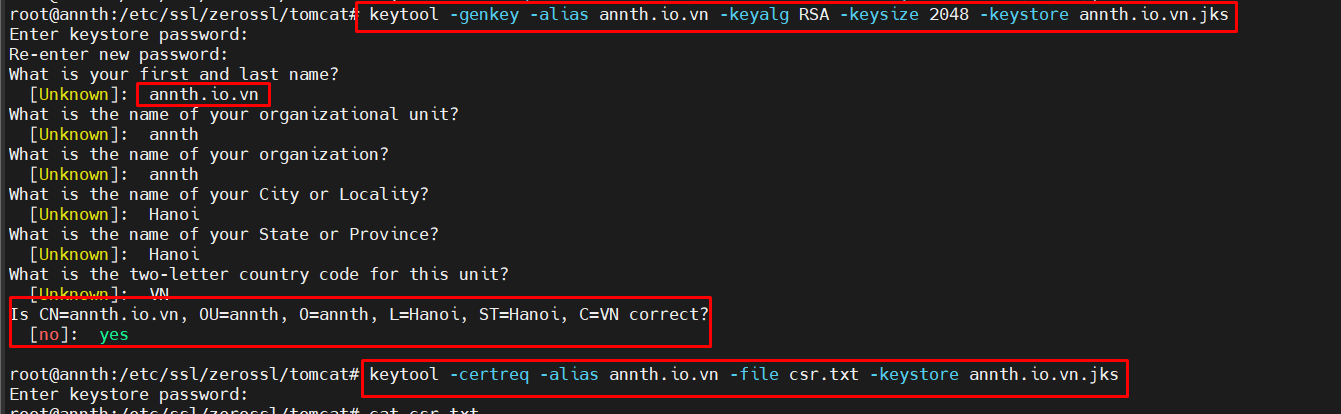 root@annth:/etc/ssl/zerossl/tomcat# keytool -genkey -alias annth.io.vn -keyalg RSA -keysize 2048 -keystore annth.io.vn.jks
Enter keystore password:
Re-enter new password:
What is your first and last name?
  [Unknown]:  annth.io.vn
What is the name of your organizational unit?
  [Unknown]:  annth
What is the name of your organization?
  [Unknown]:  annth
What is the name of your City or Locality?
  [Unknown]:  Hanoi
What is the name of your State or Province?
  [Unknown]:  Hanoi
What is the two-letter country code for this unit?
  [Unknown]:  VN
Is CN=annth.io.vn, OU=annth, O=annth, L=Hanoi, ST=Hanoi, C=VN correct?
  [no]:  yes
root@annth:/etc/ssl/zerossl/tomcat# keytool -certreq -alias annth.io.vn -file csr.txt -keystore annth.io.vn.jks
Enter keystore password:
root@annth:/etc/ssl/zerossl/tomcat# cat csr.txt